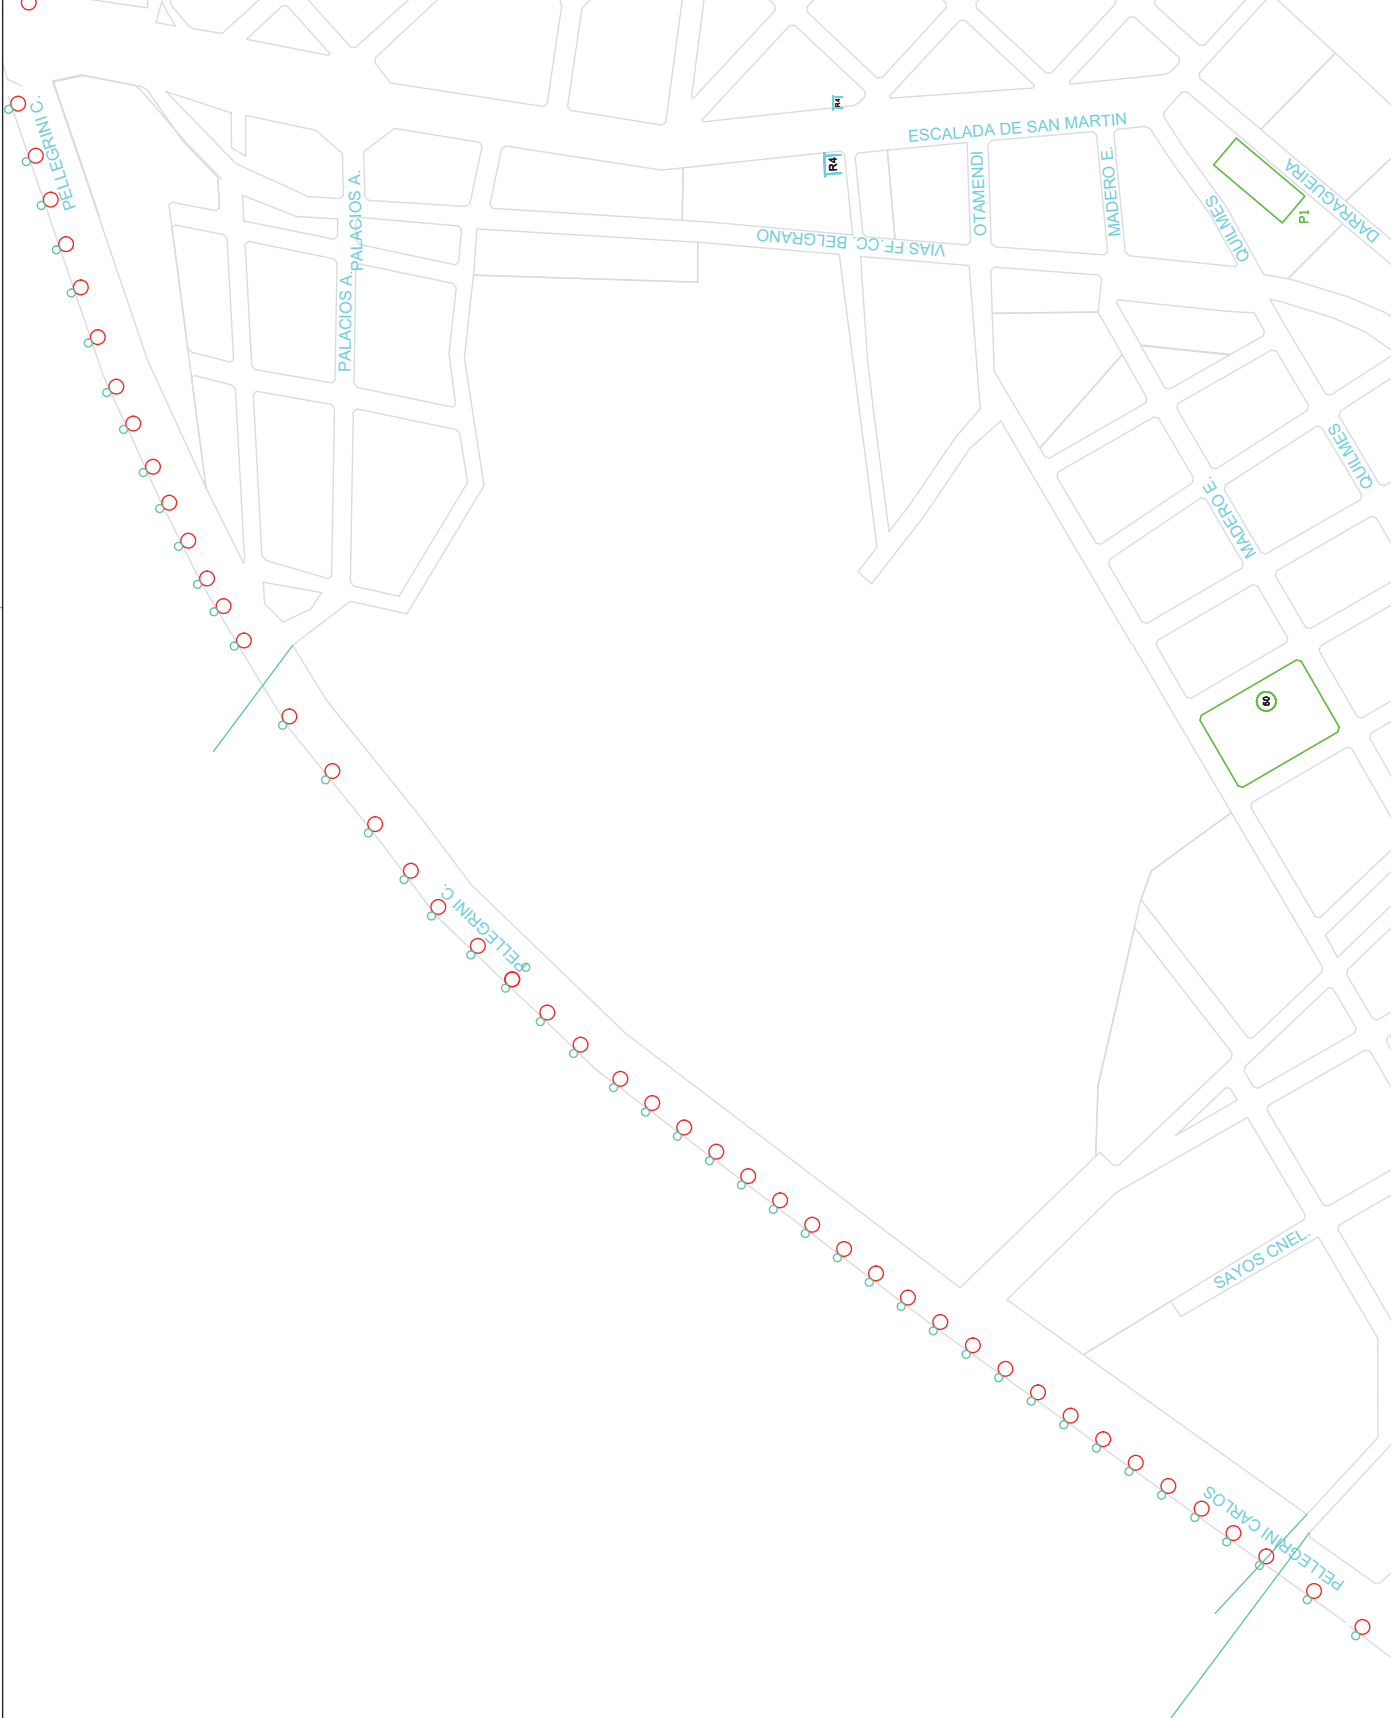 PELLEGRINI C.
R4
ESCALADA DE SAN MARTIN
R4
OTAMENDI
MADERO E.
DARRAGUEIRA
P1
QUILMES
PALACIOS A.
VIAS FF.CC. BELGRANO
PALACIOS A.
QUILMES
MADERO E.
60
PELLEGRINI C.
SAYOS CNEL.
PELLEGRINI CARLOS